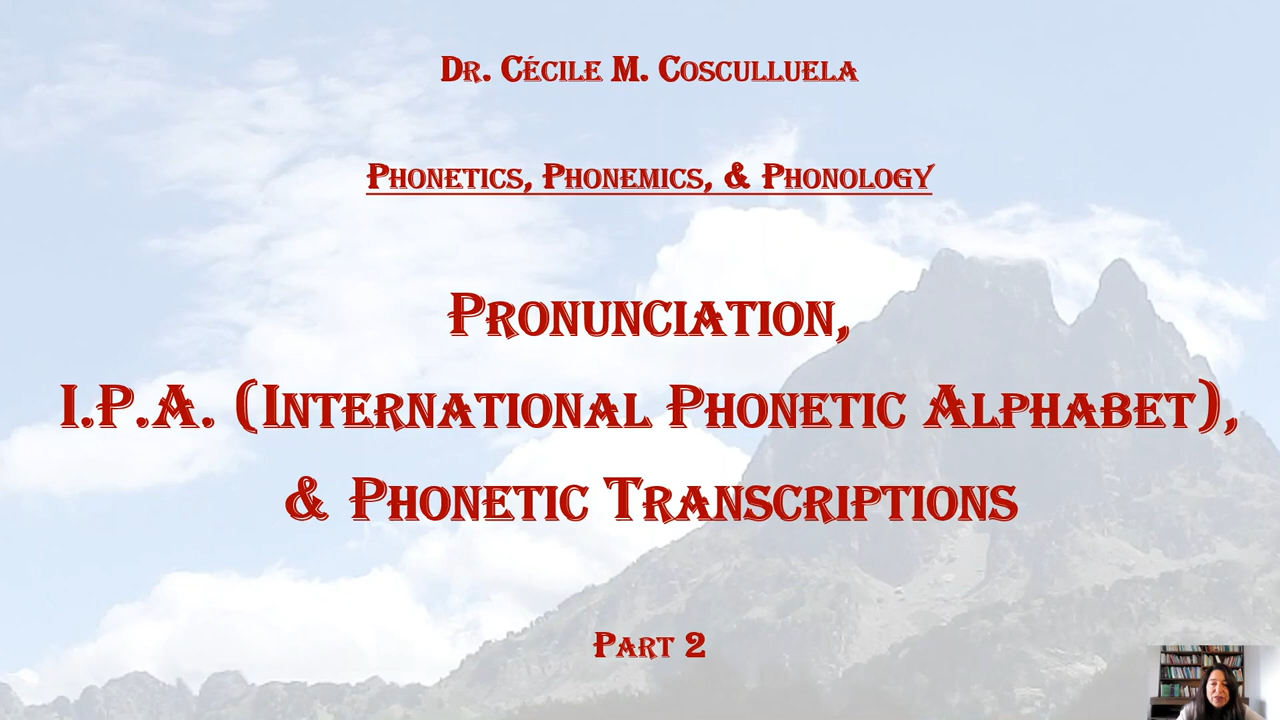 Dr. Cécile M. Cosculluela
Phonetics, Phonemics, & Phonology
Pronunciation,
I.P.A. (International Phonetic Alphabet),
& Phonetic Transcriptions
Part 2